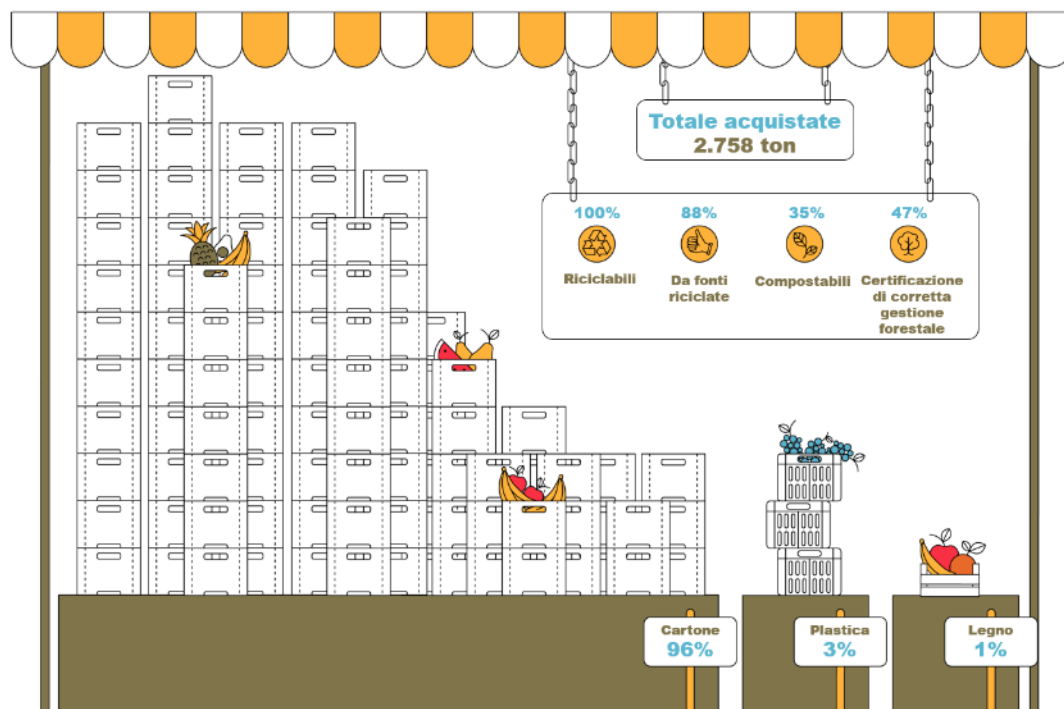 Totale acquistate
2.758 ton
100%
Riciclabili
88%
Da fonti
riciclate
35%
Compostabili
47%
Certificazione
di corretta
gestione
forestale
Cartone
96%
Plastica
3%
Legno
1%